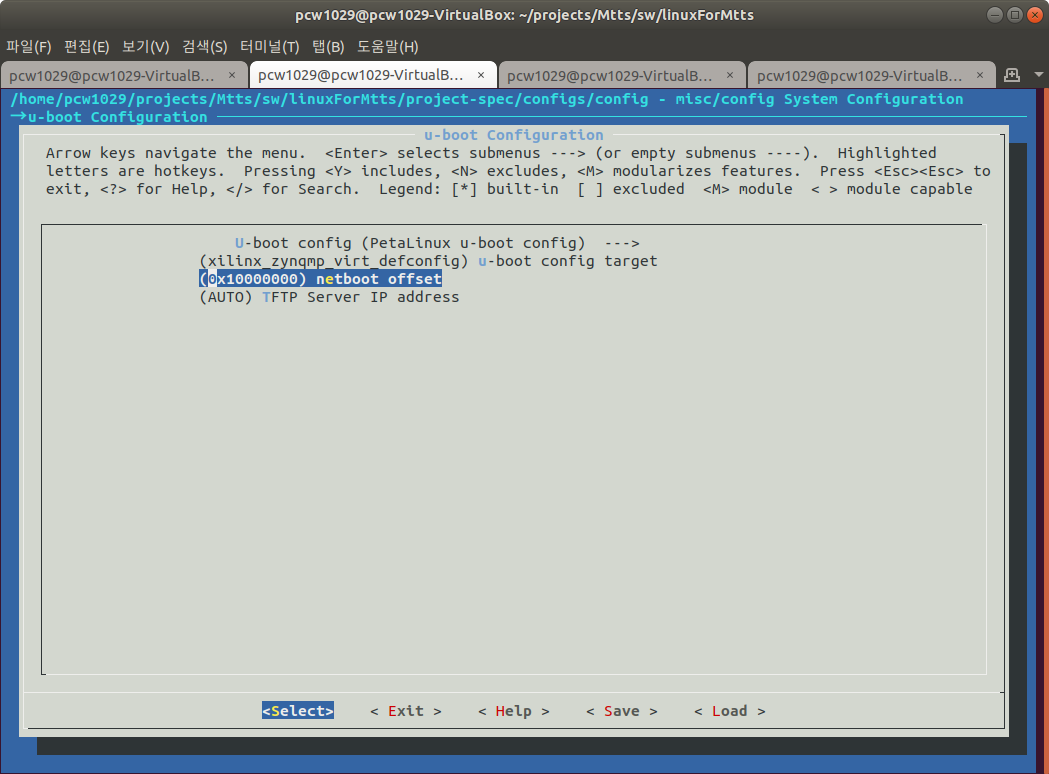 pcw1029@pcw1029-VirtualBox: ~/projects/Mtts/sw/linuxForMtts
파일(F) 편집(E) 보기(V) 검색(S) 터미널(T) 탭(B) 도움말(H)
pcw1029@pcw1029-VirtualB... × pcw1029@pcw1029-VirtualB... × pcw1029@pcw1029-VirtualB... × pcw1029@pcw1029-VirtualB... ×
/home/pcw1029/projects/Mtts/sw/linuxForMtts/project-spec/configs/config - misc/config System Configuration
→u-boot Configuration
u-boot Configuration
Arrow keys navigate the menu. <Enter> selects submenus ---> (or empty submenus ----). Highlighted
letters are hotkeys. Pressing <Y> includes, <N> excludes, <M> modularizes features. Press <Esc><Esc> to
exit, <?> for Help, </> for Search. Legend: [*] built-in [ ] excluded <M> module < > module capable
U-boot config (PetaLinux u-boot config) --->
(xilinx_zynqmp_virt_defconfig) u-boot config target
(0x10000000) netboot offset
(AUTO) TFTP Server IP address
<Select> < Exit > < Help > < Save > < Load >